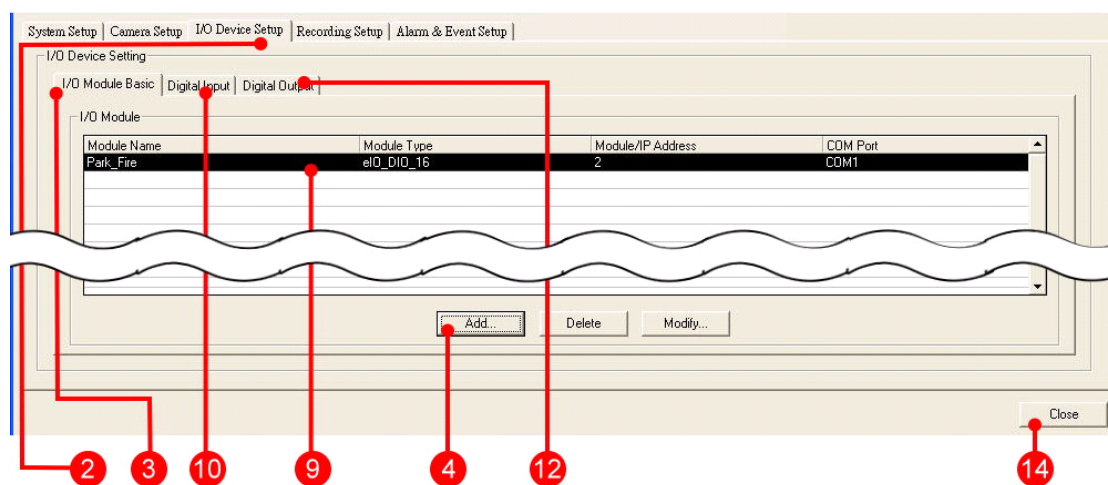 System Setup Camera Setup I/O Device Setup Recording Setup Alarm & Event Setup
I/O Device Setting
I/O Module Basic Digital Input Digital Output
I/O Module
Module Name Module Type Module/IP Address COM Port
Park_Fire eIO_DIO_16 2 COM1
Add... Delete Modify...
Close
2 3 10 9 4 12 14